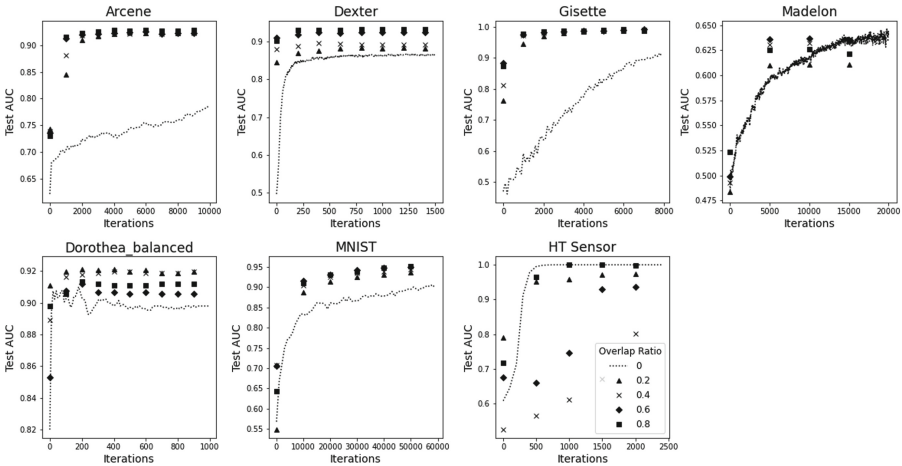 Arcene
Test AUC
0.90
0.85
0.80
0.75
0.70
0.65
0 2000 4000 6000 8000 10000
Iterations
Dexter
Test AUC
0.9
0.8
0.7
0.6
0.5
0 250 500 750 1000 1250 1500
Iterations
Gisette
Test AUC
1.0
0.9
0.8
0.7
0.6
0.5
0 2000 4000 6000 8000
Iterations
Madelon
Test AUC
0.650
0.625
0.600
0.575
0.550
0.525
0.500
0.475
0 5000 10000 15000 20000
Iterations
Dorothea_balanced
Test AUC
0.92
0.90
0.88
0.86
0.84
0.82
0 200 400 600 800 1000
Iterations
MNIST
Test AUC
0.95
0.90
0.85
0.80
0.75
0.70
0.65
0.60
0.55
0 10000 20000 30000 40000 50000 60000
Iterations
HT Sensor
Test AUC
1.0
0.9
0.8
0.7
0.6
0 500 1000 1500 2000 2500
Iterations
Overlap Ratio
0
0.2
0.4
0.6
0.8